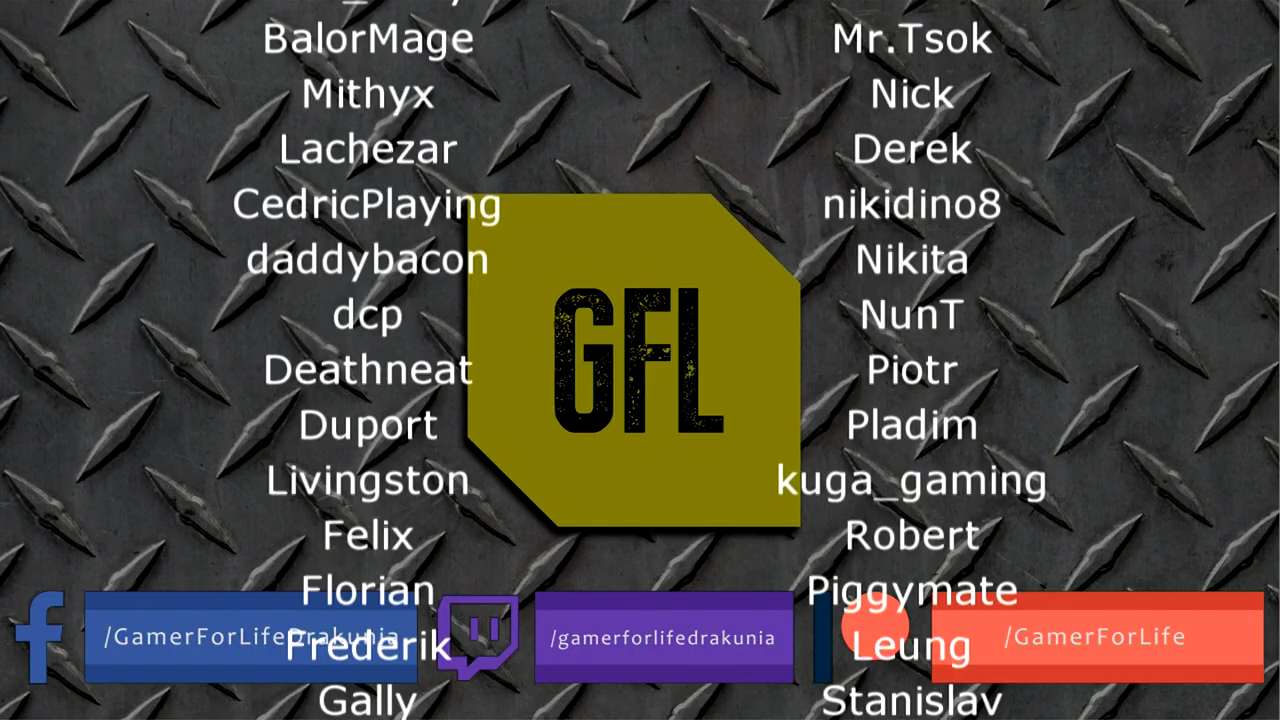 BalorMage
Mithyx
Lachezar
CedricPlaying
daddybacon
dcp
Deathneat
Duport
Livingston
Felix
Florian
Frederik
Gally
Mr.Tsok
Nick
Derek
nikidino8
Nikita
NunT
Piotr
Pladim
kuga_gaming
Robert
Piggymate
Leung
Stanislav
GFL
/GamerForLifeDrakunia
/gamerforlifedrakunia
/GamerForLife